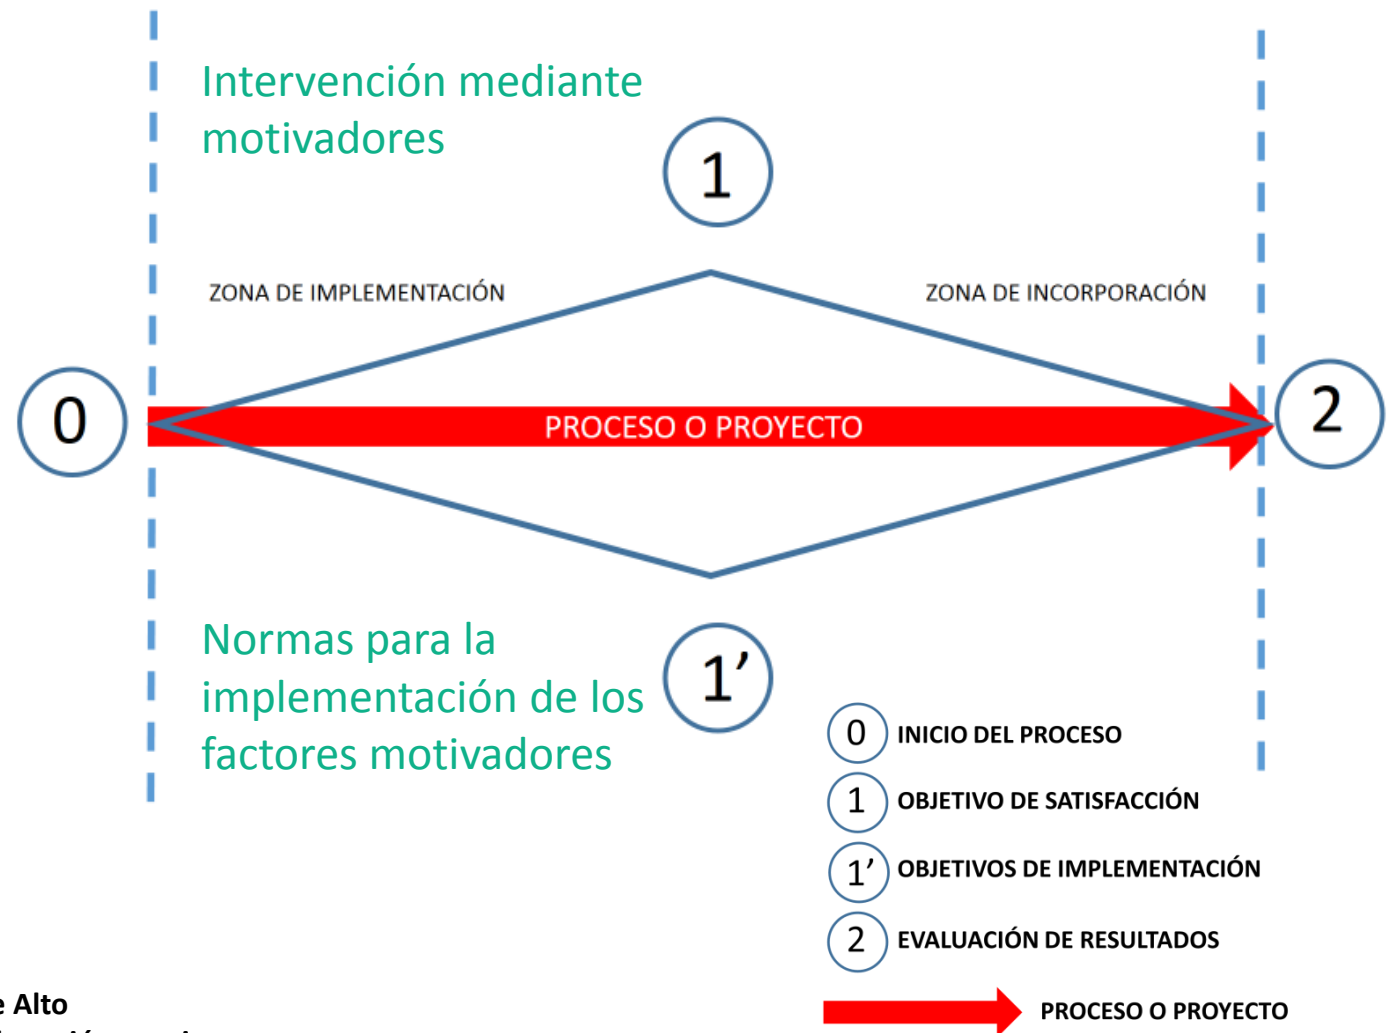 Intervención mediante
motivadores
1
ZONA DE IMPLEMENTACIÓN
ZONA DE INCORPORACIÓN
0
PROCESO O PROYECTO
2
Normas para la
implementación de los
factores motivadores
1’
0 INICIO DEL PROCESO
1 OBJETIVO DE SATISFACCIÓN
1’ OBJETIVOS DE IMPLEMENTACIÓN
2 EVALUACIÓN DE RESULTADOS
PROCESO O PROYECTO
Alto